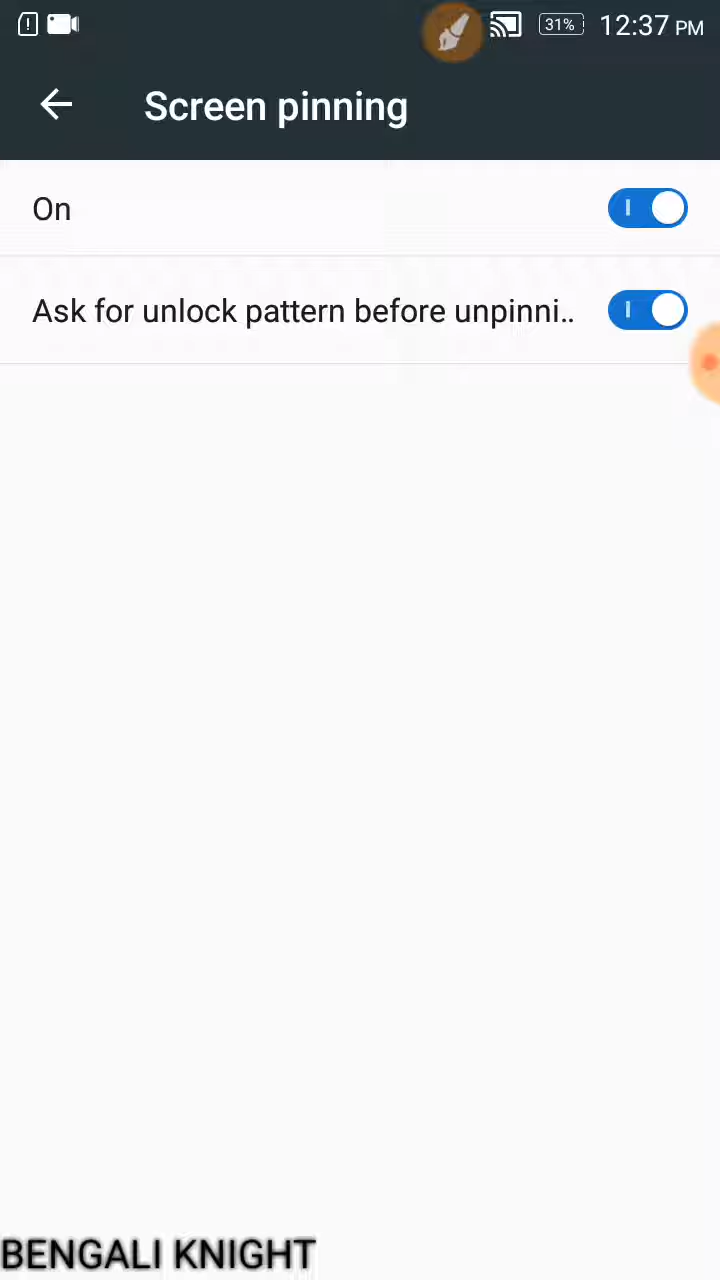 31% 12:37 PM
Screen pinning
On
Ask for unlock pattern before unpinni..
BENGALI KNIGHT